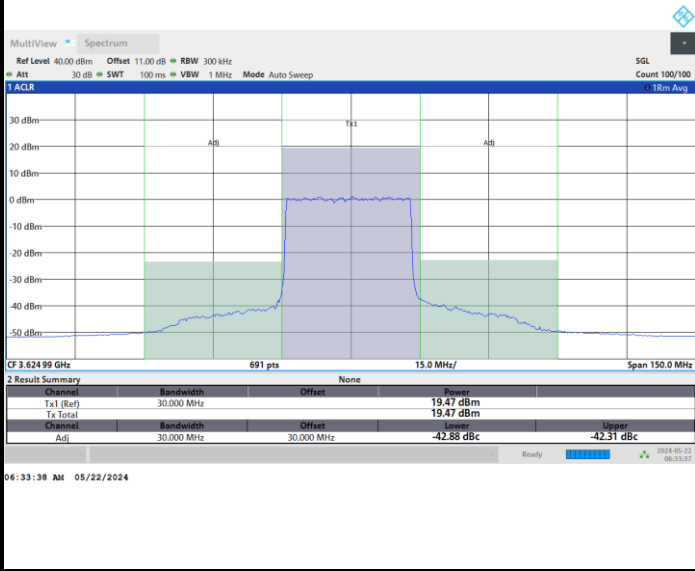 MultiView Spectrum
Ref Level 40.00 dBm Offset 11.00 dB RBW 300 kHz SGL
Att 30 dB SWT 100 ms VBW 1 MHz Mode Auto Sweep Count 100/100
1 ACLR 1Rm Avg
30 dBm
Tx1
20 dBm
Adj Adj
10 dBm
0 dBm
-10 dBm
-20 dBm
-30 dBm
-40 dBm
-50 dBm
CF 3.624 99 GHz 691 pts 15.0 MHz/ Span 150.0 MHz
2 Result Summary None
Channel Bandwidth Offset Power
Tx1 (Ref) 30.000 MHz 19.47 dBm
Tx Total 19.47 dBm
Channel Bandwidth Offset Lower Upper
Adj 30.000 MHz 30.000 MHz -42.88 dBc -42.31 dBc
Ready 2024-05-22
06:33:37
06:33:38 AM 05/22/2024